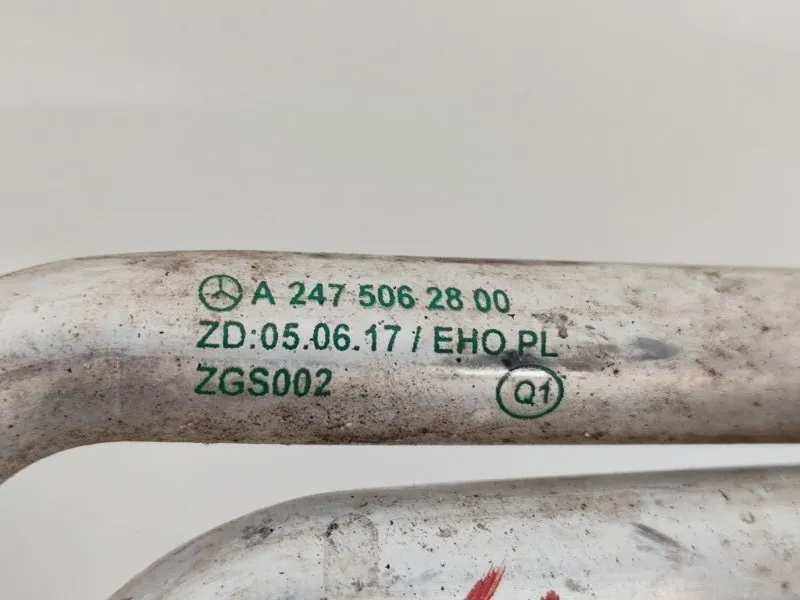 A 247 506 28 00
ZD:05.06.17 / EHO PL
ZGS002
Q1